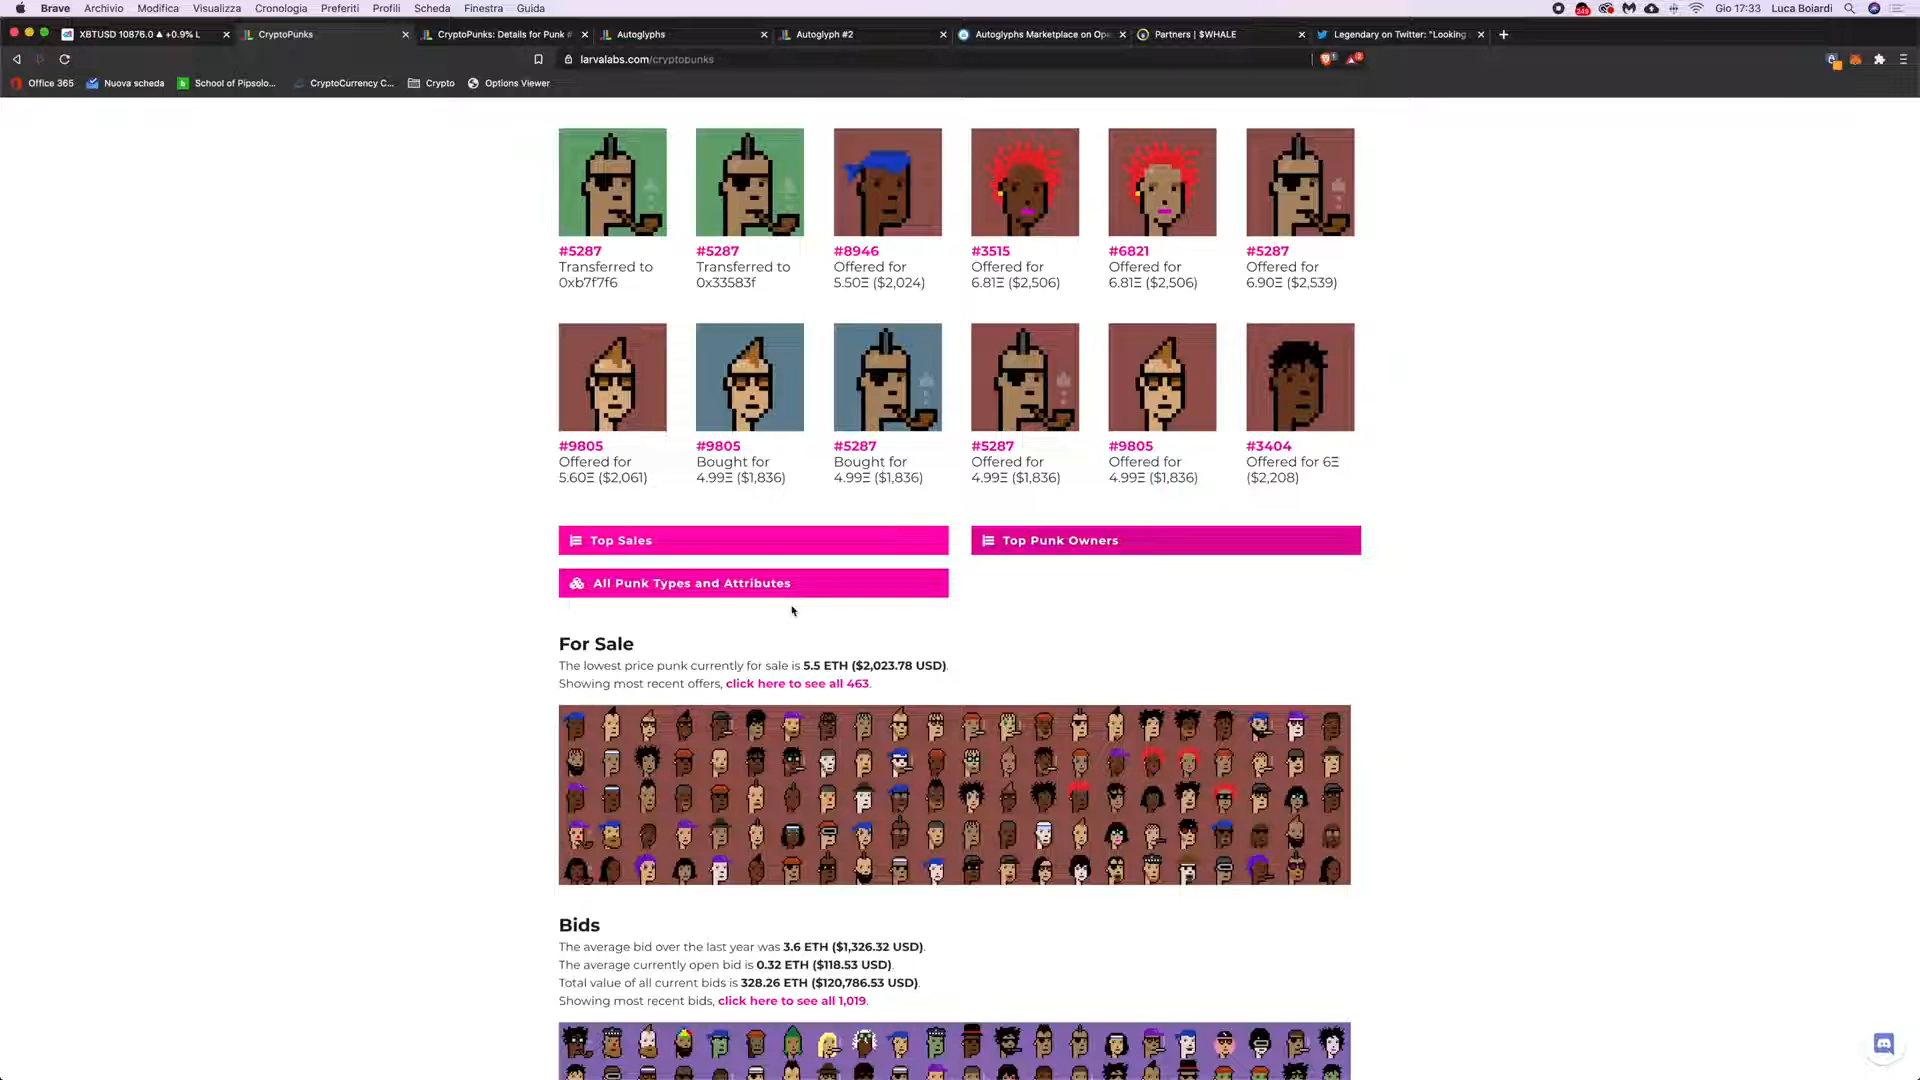 Brave Archivio Modifica Visualizza Cronologia Preferiti Profili Scheda Finestra Guida
249 Gio 17:33 Luca Boiardi
XBTUSD 10876.0 ▲ +0.9% L
CryptoPunks
CryptoPunks: Details for Punk #
Autoglyphs
Autoglyph #2
Autoglyphs Marketplace on Ope
Partners | $WHALE
Legendary on Twitter: "Looking
larvalabs.com/cryptopunks
Office 365 Nuova scheda School of Pipsolo... CryptoCurrency C... Crypto Options Viewer
#5287
Transferred to
0xb7f7f6
#5287
Transferred to
0x33583f
#8946
Offered for
5.50Ξ ($2,024)
#3515
Offered for
6.81Ξ ($2,506)
#6821
Offered for
6.81Ξ ($2,506)
#5287
Offered for
6.90Ξ ($2,539)
#9805
Offered for
5.60Ξ ($2,061)
#9805
Bought for
4.99Ξ ($1,836)
#5287
Bought for
4.99Ξ ($1,836)
#5287
Offered for
4.99Ξ ($1,836)
#9805
Offered for
4.99Ξ ($1,836)
#3404
Offered for 6Ξ
($2,208)
Top Sales
Top Punk Owners
All Punk Types and Attributes
For Sale
The lowest price punk currently for sale is 5.5 ETH ($2,023.78 USD).
Showing most recent offers, click here to see all 463.
Bids
The average bid over the last year was 3.6 ETH ($1,326.32 USD).
The average currently open bid is 0.32 ETH ($118.53 USD).
Total value of all current bids is 328.26 ETH ($120,786.53 USD).
Showing most recent bids, click here to see all 1,019.